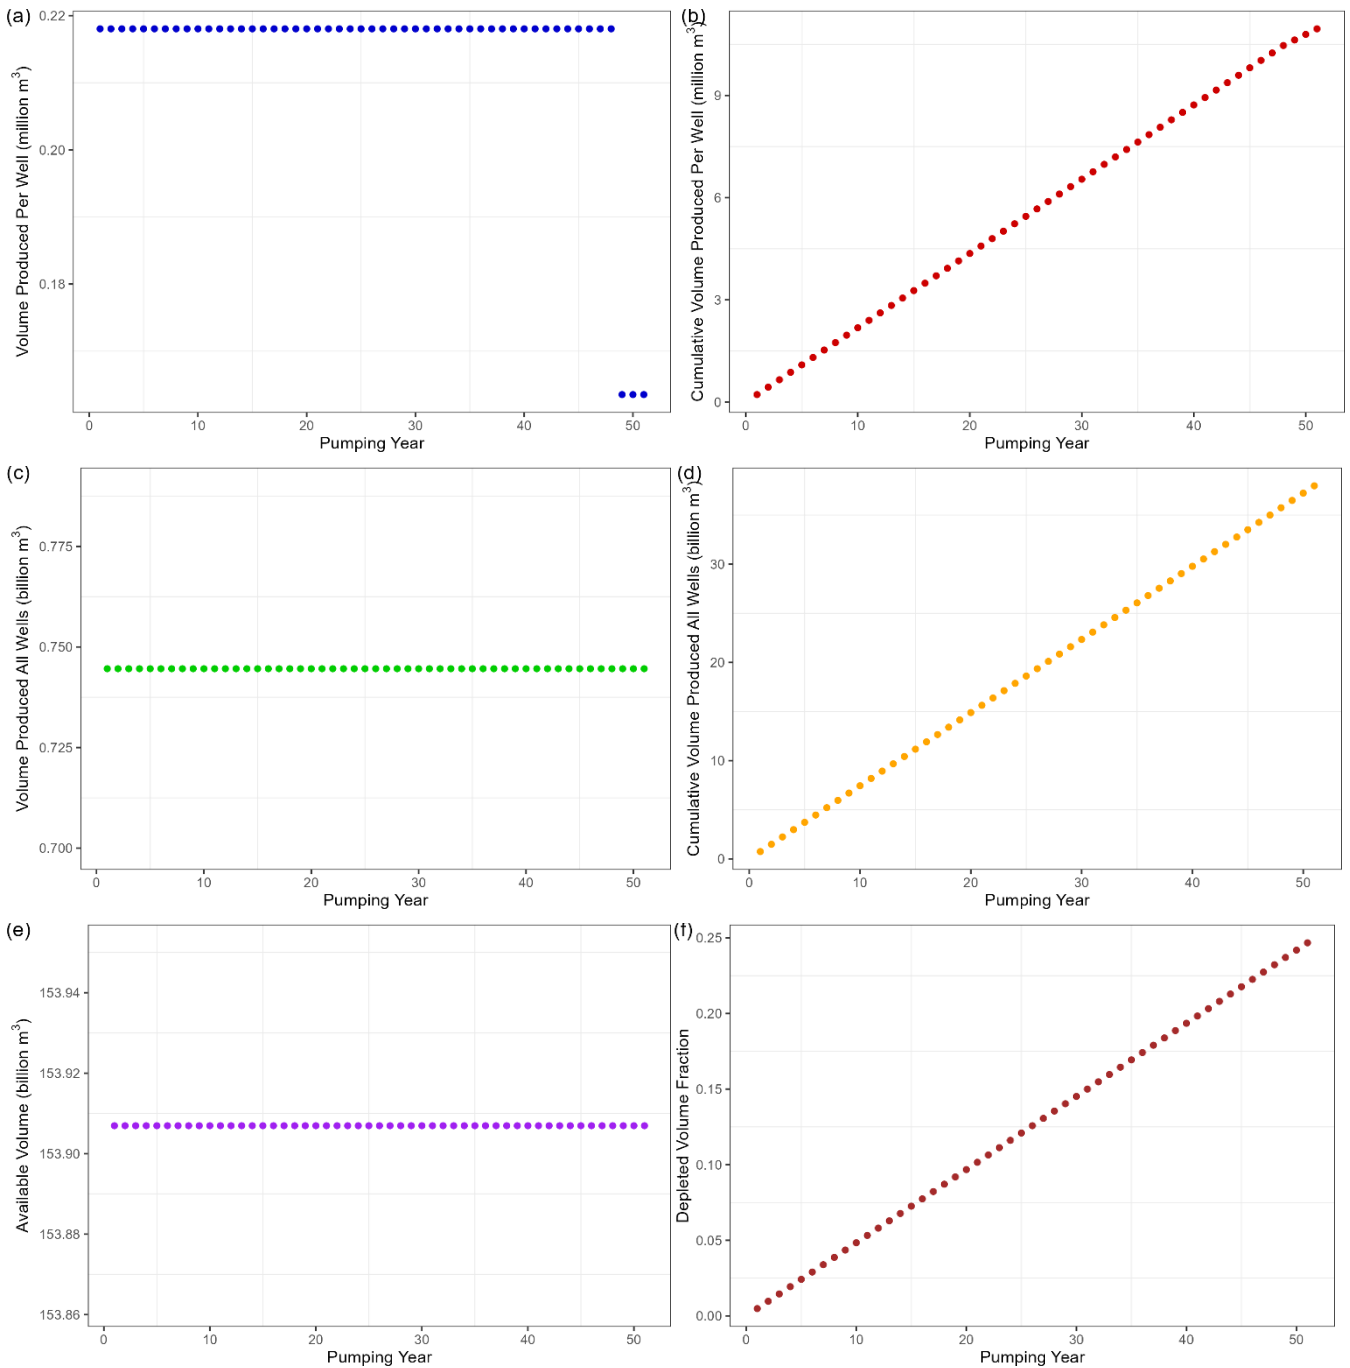 (a)
Volume Produced Per Well (million m³)
0.22
0.20
0.18
0 10 20 30 40 50
Pumping Year
(b)
Cumulative Volume Produced Per Well (million m³)
9
6
3
0
0 10 20 30 40 50
Pumping Year
(c)
Volume Produced All Wells (billion m³)
0.775
0.750
0.725
0.700
0 10 20 30 40 50
Pumping Year
(d)
Cumulative Volume Produced All Wells (billion m³)
30
20
10
0
0 10 20 30 40 50
Pumping Year
(e)
Available Volume (billion m³)
153.94
153.92
153.90
153.88
153.86
0 10 20 30 40 50
Pumping Year
(f)
Depleted Volume Fraction
0.25
0.20
0.15
0.10
0.05
0.00
0 10 20 30 40 50
Pumping Year